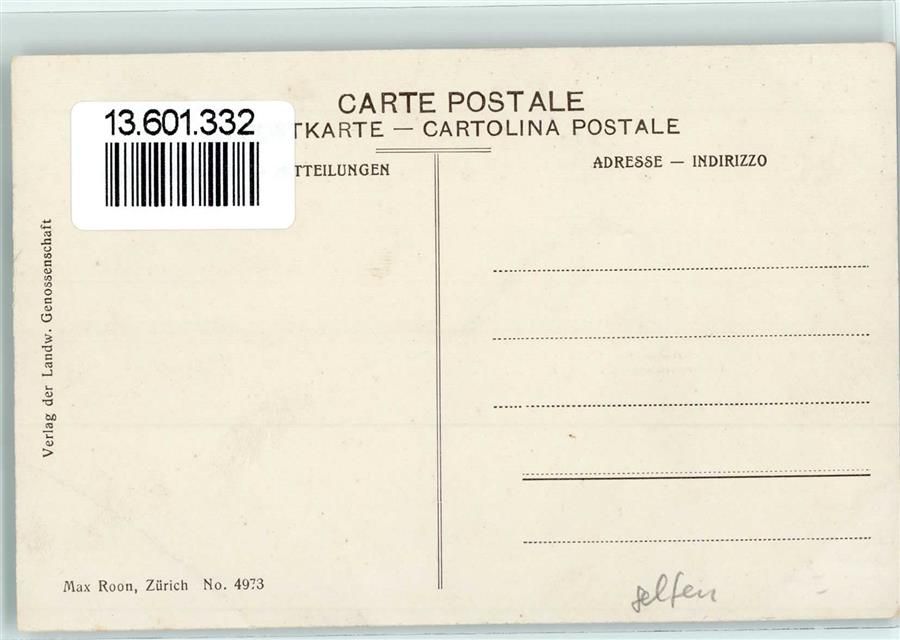 CARTE POSTALE
13.601.332
TKARTE — CARTOLINA POSTALE
TTEILUNGEN
ADRESSE — INDIRIZZO
Verlag der Landw. Genossenschaft
Max Roon, Zürich No. 4973
selten